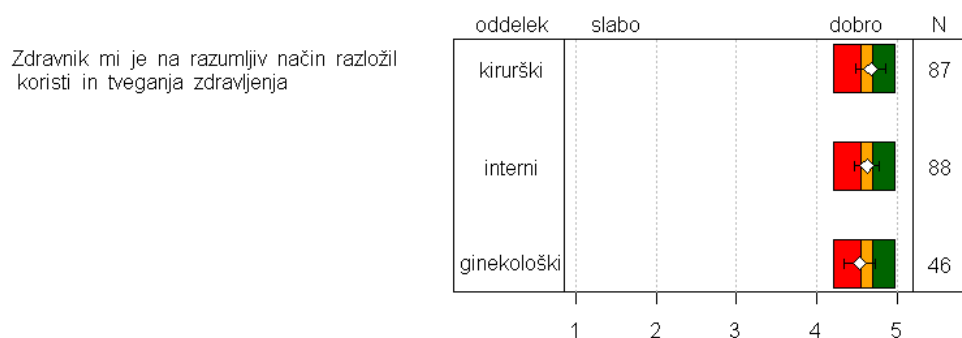 oddelek slabo dobro N
Zdravnik mi je na razumljiv način razložil
koristi in tveganja zdravljenja
kirurški 87
interni 88
ginekološki 46
1 2 3 4 5